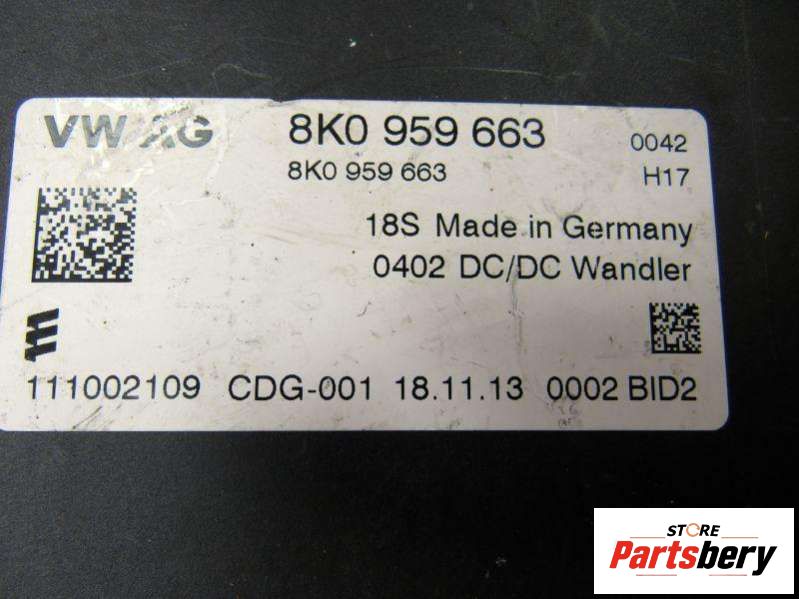 VW AG 8K0 959 663 0042
8K0 959 663 H17
18S Made in Germany
0402 DC/DC Wandler
111002109 CDG-001 18.11.13 0002 BID2
STORE
Partsbery